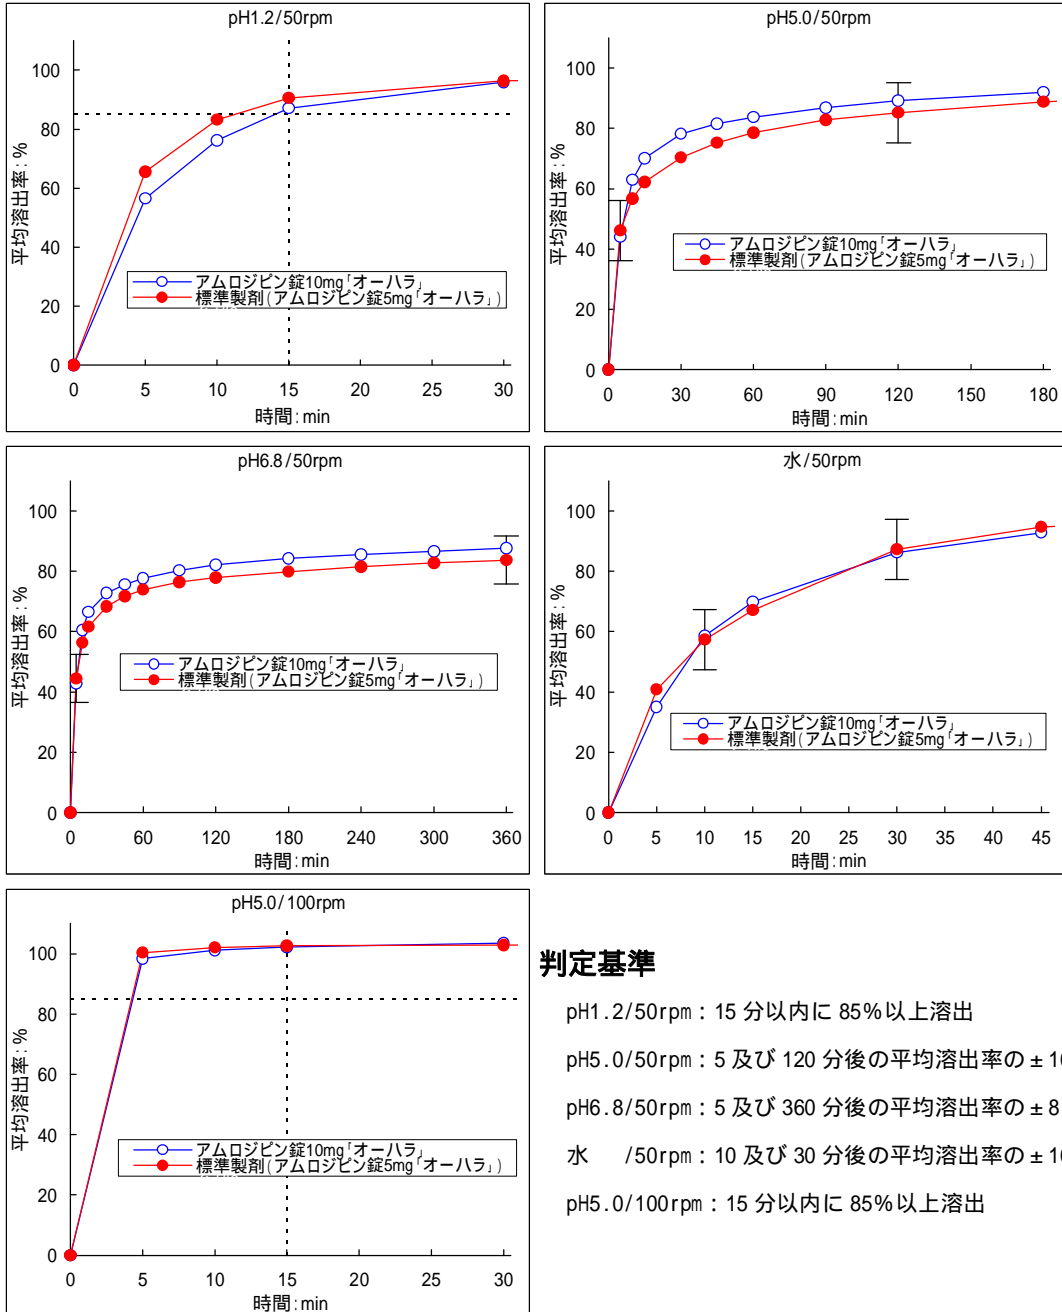 pH1.2/50rpm
平均溶出率:%
100
80
60
40
20
0
アムロジピン錠10mg｢オーハラ｣
標準製剤(アムロジピン錠5mg｢オーハラ｣)
0 5 10 15 20 25 30
時間:min
pH5.0/50rpm
平均溶出率:%
100
80
60
40
20
0
アムロジピン錠10mg｢オーハラ｣
標準製剤(アムロジピン錠5mg｢オーハラ｣)
0 30 60 90 120 150 180
時間:min
pH6.8/50rpm
平均溶出率:%
100
80
60
40
20
0
アムロジピン錠10mg｢オーハラ｣
標準製剤(アムロジピン錠5mg｢オーハラ｣)
0 60 120 180 240 300 360
時間:min
水/50rpm
平均溶出率:%
100
80
60
40
20
0
アムロジピン錠10mg｢オーハラ｣
標準製剤(アムロジピン錠5mg｢オーハラ｣)
0 5 10 15 20 25 30 35 40 45
時間:min
pH5.0/100rpm
平均溶出率:%
100
80
60
40
20
0
アムロジピン錠10mg｢オーハラ｣
標準製剤(アムロジピン錠5mg｢オーハラ｣)
0 5 10 15 20 25 30
時間:min
判定基準
pH1.2/50rpm：15 分以内に 85%以上溶出
pH5.0/50rpm：5 及び 120 分後の平均溶出率の±1
pH6.8/50rpm：5 及び 360 分後の平均溶出率の±8
水 /50rpm：10 及び 30 分後の平均溶出率の±1
pH5.0/100rpm：15 分以内に 85%以上溶出